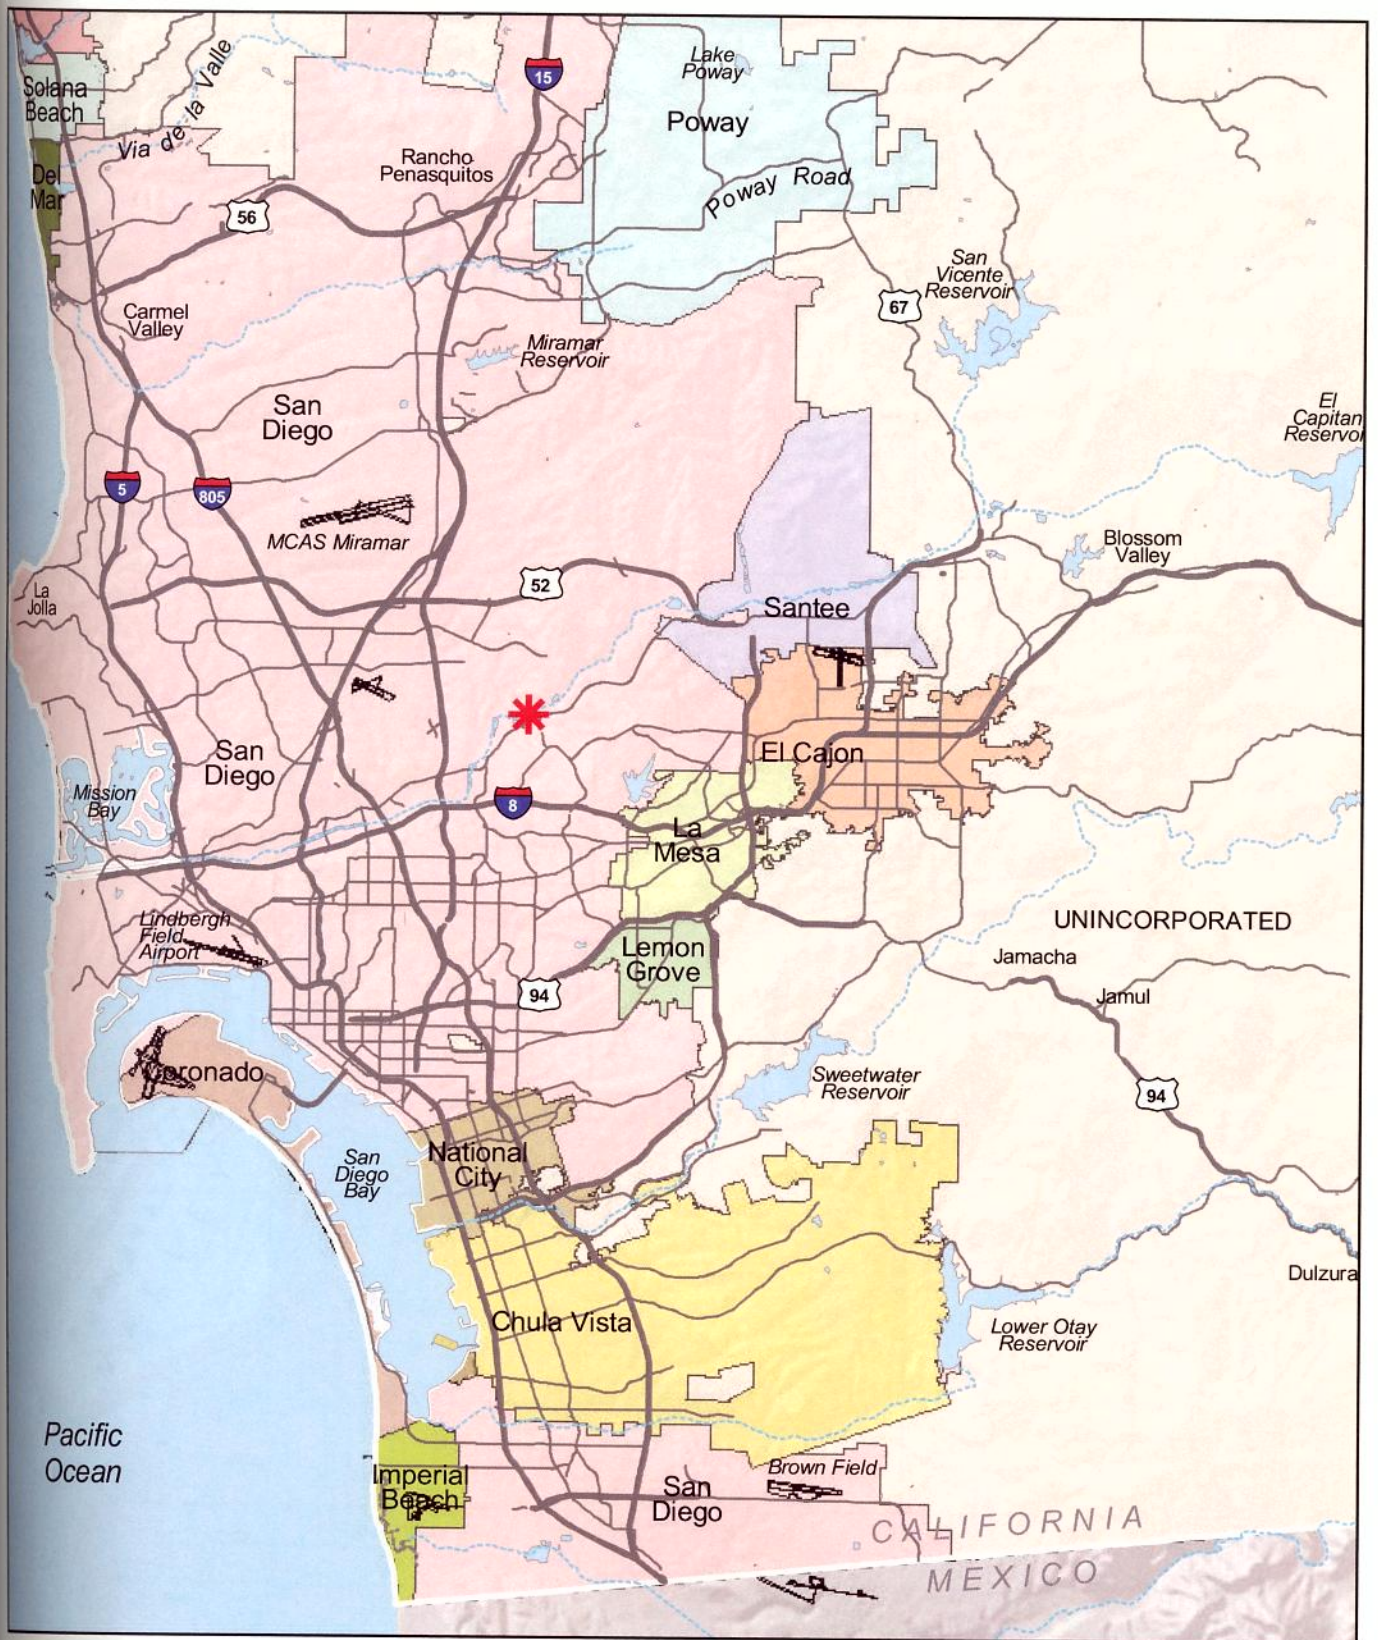 Lake
Poway
Poway
Solana
Beach
Via de la Valle
15
Rancho
Penasquitos
Del
Mar
Poway Road
56
San
Vicente
Reservoir
67
Carmel
Valley
Miramar
Reservoir
San
Diego
El
Capitan
Reservoi
5
805
MCAS Miramar
Blossom
Valley
52
La
Jolla
Santee
San
Diego
El Cajon
Mission
Bay
8
La
Mesa
Lindbergh
Field
Airport
UNINCORPORATED
Lemon
Grove
Jamacha
94
Jamul
Coronado
Sweetwater
Reservoir
94
San
Diego
Bay
National
City
Dulzura
Chula Vista
Lower Otay
Reservoir
Pacific
Ocean
Imperial
Beach
San
Diego
Brown Field
CALIFORNIA
MEXICO